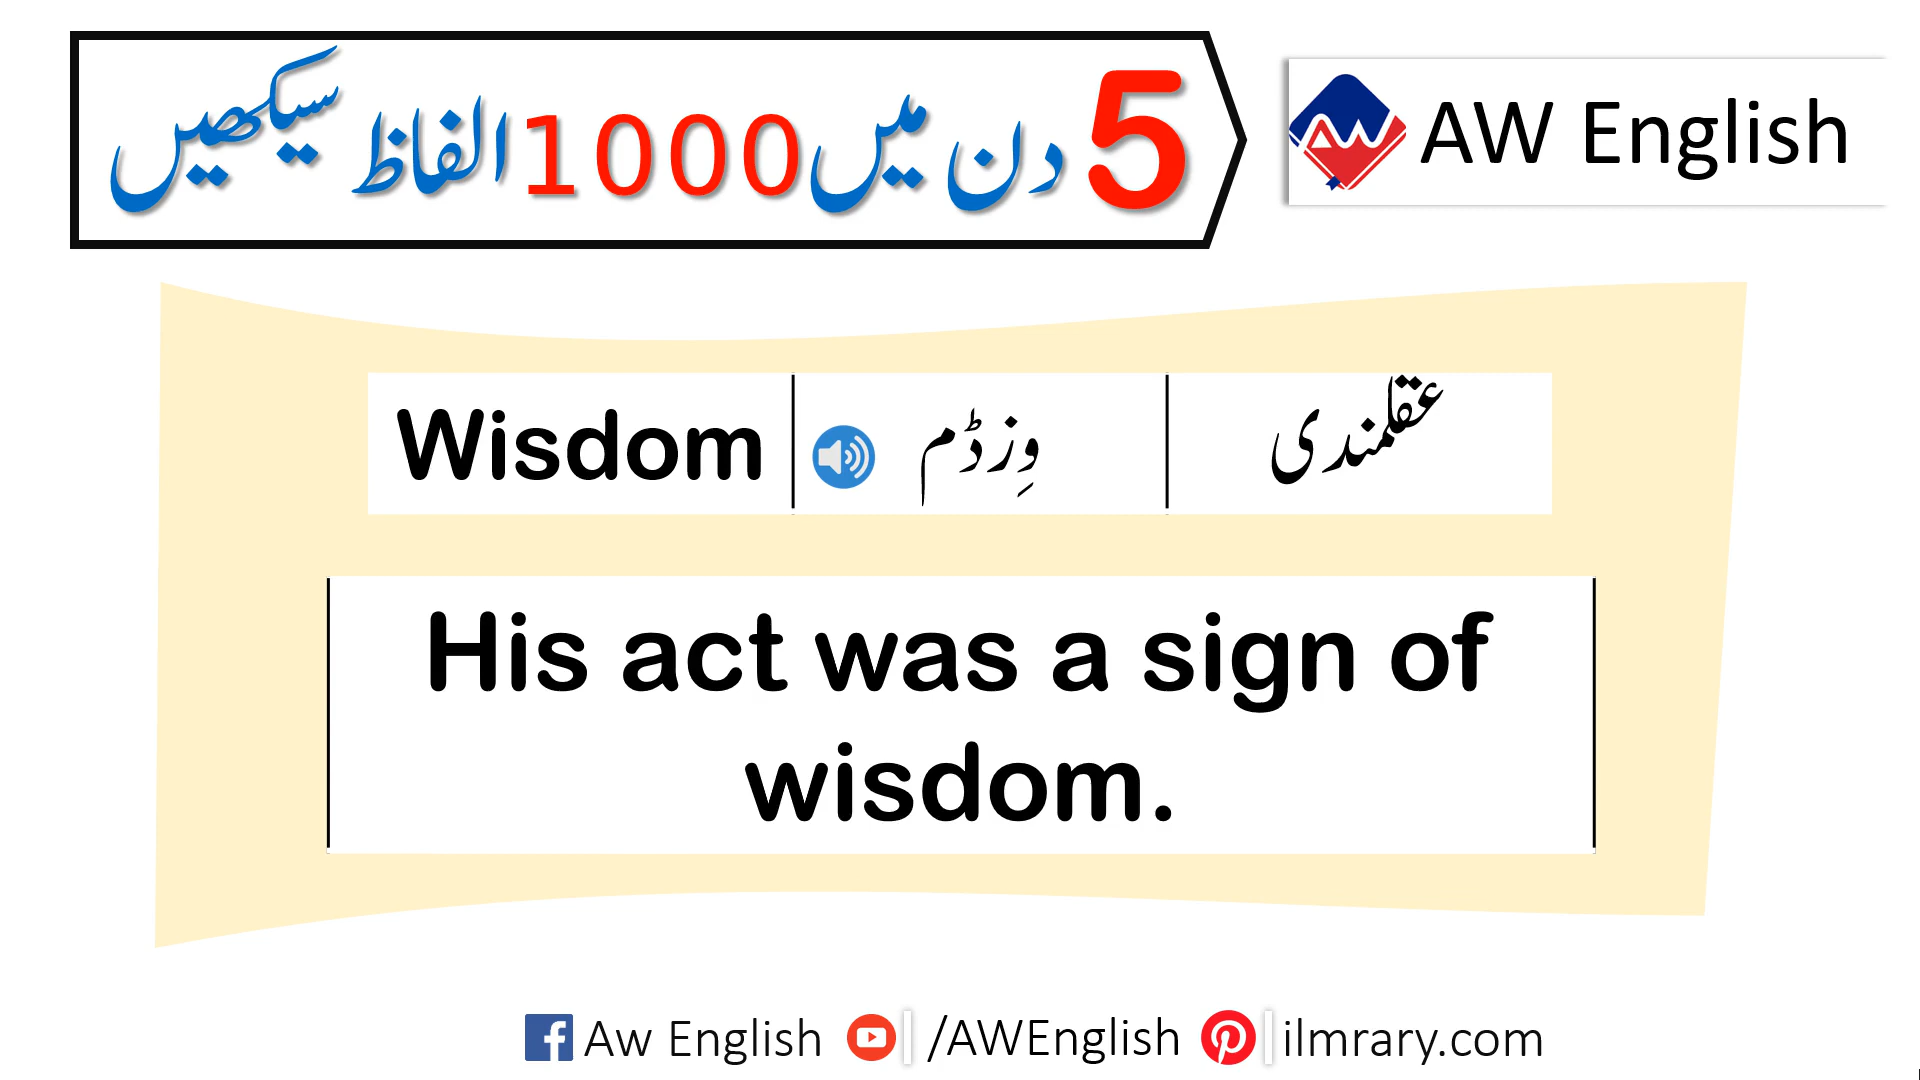 5 دن میں 1000 الفاظ سیکھیں
AW English
Wisdom
وِزڈم
عقلمندی
His act was a sign of
wisdom.
Aw English
/AWEnglish
ilmrary.com